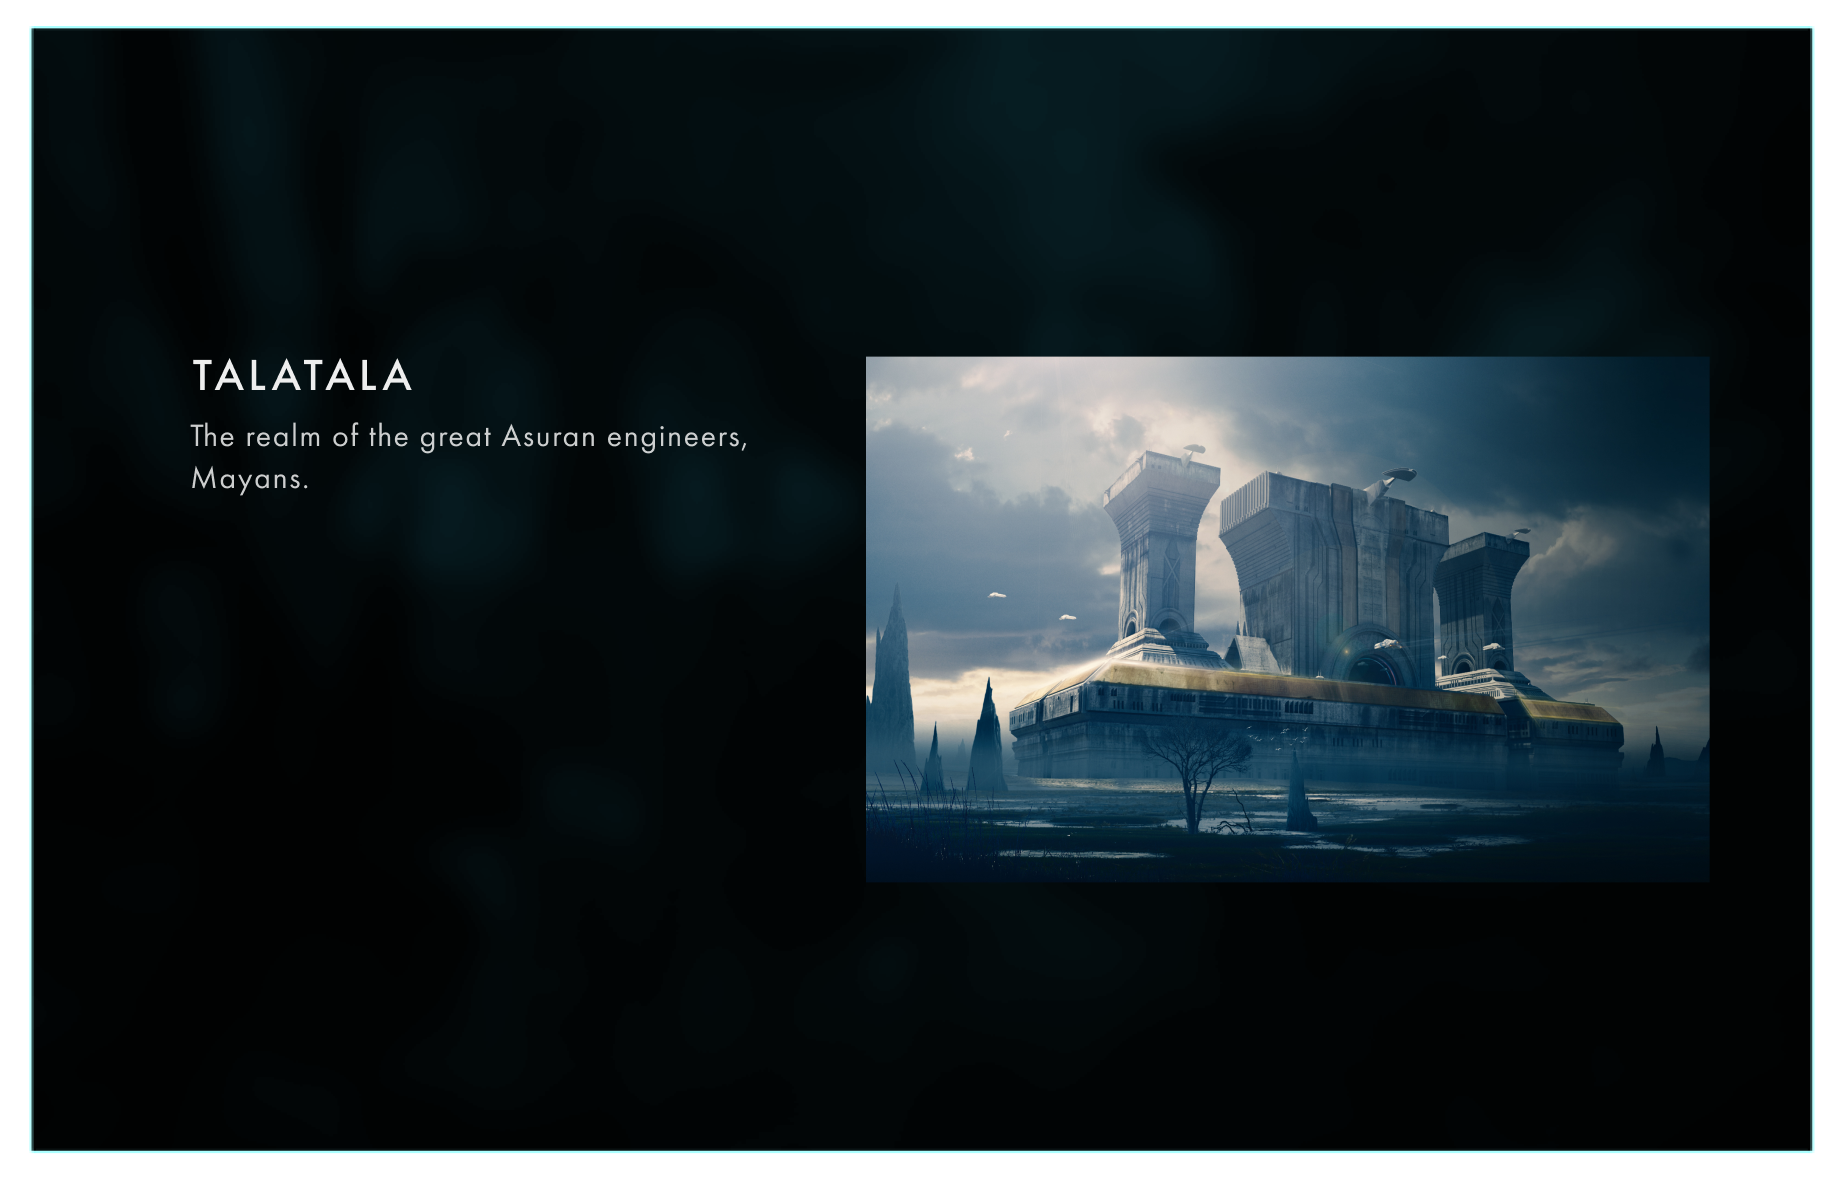 TALATALA
The realm of the great Asuran engineers,
Mayans.